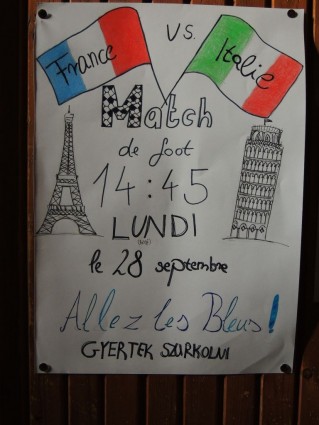 France vs. Italie
Match
de foot
14:45
LUNDI
le 28 septembre
Allez les Bleus!
GYERTEK SZURKOLNI